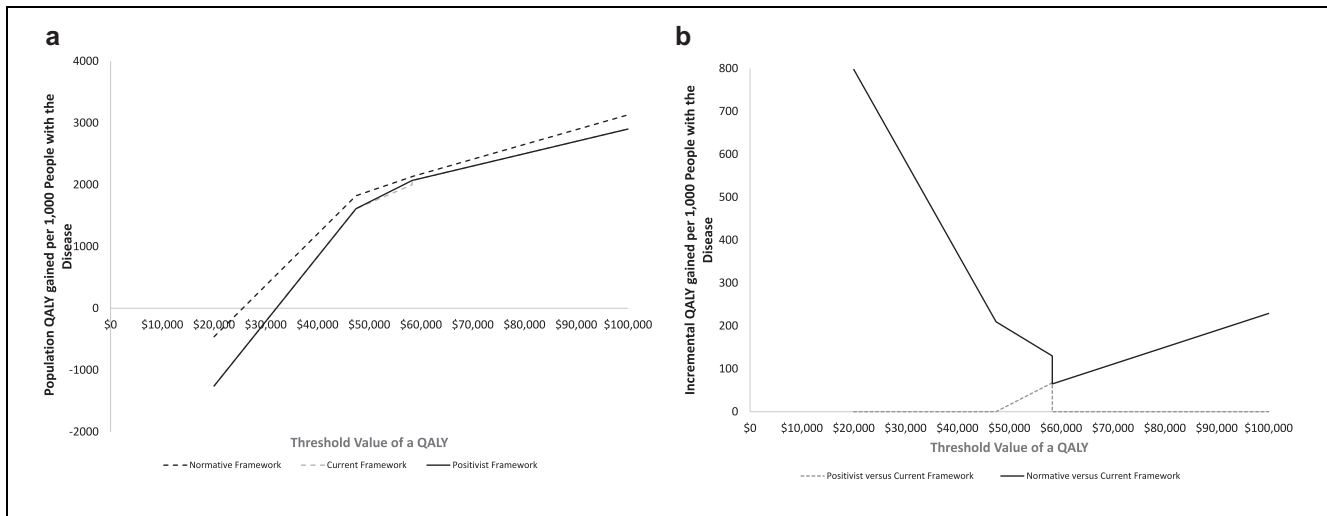 a
Population QALY gained per 1,000 People with the
Disease
4000
3000
2000
1000
0
-1000
-2000
$0 $10,000 $20,000 $30,000 $40,000 $50,000 $60,000 $70,000 $80,000 $90,000 $100,000
Threshold Value of a QALY
Normative Framework Current Framework Positivist Framework
b
Incremental QALY gained per 1,000 People with the
Disease
800
700
600
500
400
300
200
100
0
$0 $10,000 $20,000 $30,000 $40,000 $50,000 $60,000 $70,000 $80,000 $90,000 $100,000
Threshold Value of a QALY
Positivist versus Current Framework Normative versus Current Framework